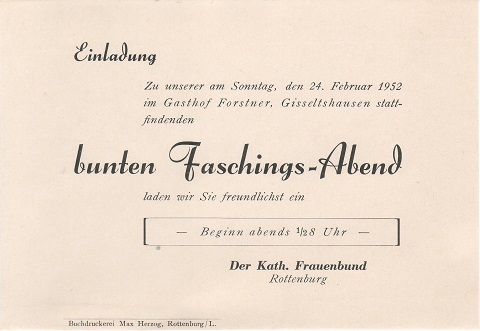 Einladung
Zu unserer am Sonntag, den 24. Februar 1952
im Gasthof Forstner, Gisseltshausen statt-
findenden
bunten Faschings-Abend
laden wir Sie freundlichst ein
— Beginn abends ½8 Uhr —
Der Kath. Frauenbund
Rottenburg
Buchdruckerei Max Herzog, Rottenburg/L.